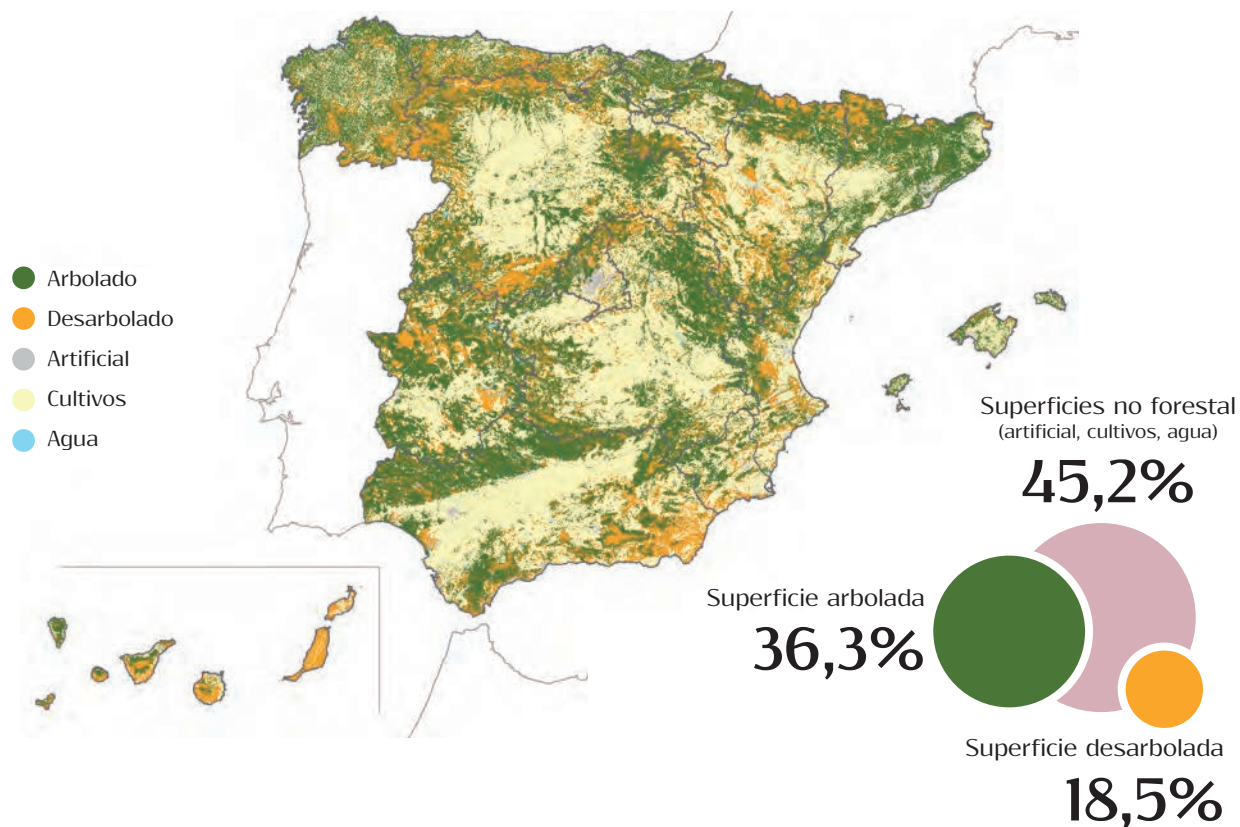 Arbolado
Desarbolado
Artificial
Cultivos
Agua
Superficies no forestal
(artificial, cultivos, agua)
45,2%
Superficie arbolada
36,3%
Superficie desarbolada
18,5%